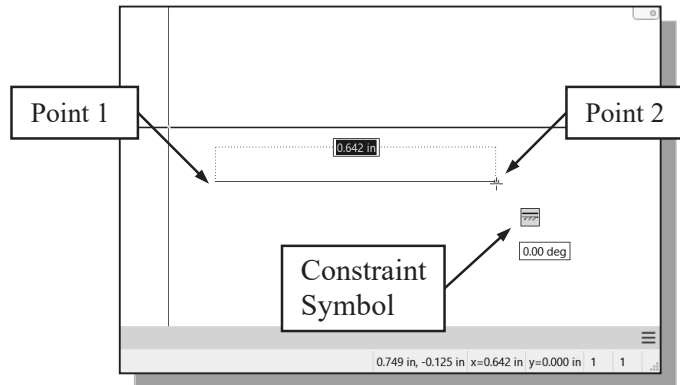 Point 1
Point 2
0.642 in
0.00 deg
Constraint
Symbol
0.749 in, -0.125 in x=0.642 in y=0.000 in 1 1